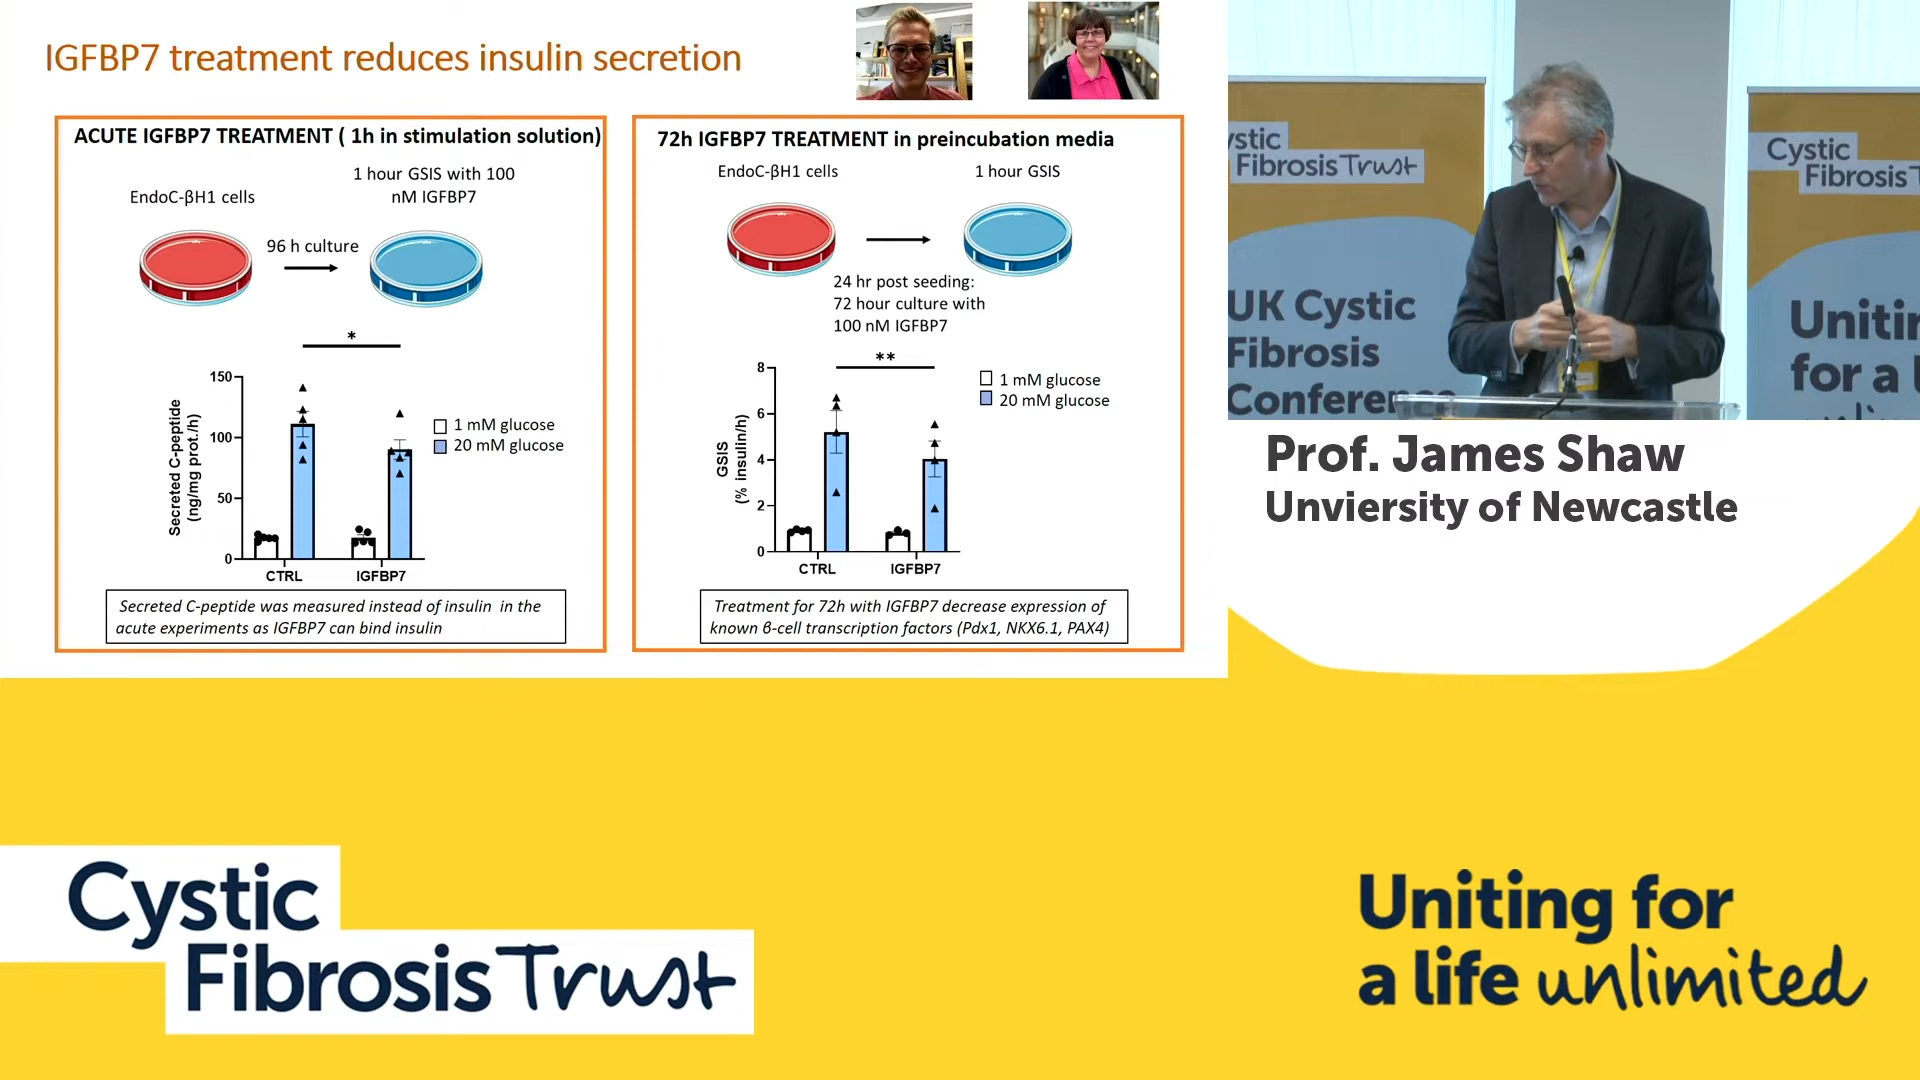 IGFBP7 treatment reduces insulin secretion
ACUTE IGFBP7 TREATMENT ( 1h in stimulation solution)
1 hour GSIS with 100
nM IGFBP7
EndoC-βH1 cells
96 h culture
*
Secreted C-peptide
(ng/mg prot./h)
150
100
50
0
CTRL
IGFBP7
1 mM glucose
20 mM glucose
Secreted C-peptide was measured instead of insulin in the
acute experiments as IGFBP7 can bind insulin
72h IGFBP7 TREATMENT in preincubation media
EndoC-βH1 cells
1 hour GSIS
24 hr post seeding:
72 hour culture with
100 nM IGFBP7
**
GSIS
(% insulin/h)
8
6
4
2
0
CTRL
IGFBP7
1 mM glucose
20 mM glucose
Treatment for 72h with IGFBP7 decrease expression of
known β-cell transcription factors (Pdx1, NKX6.1, PAX4)
ystic
Fibrosis Trust
UK Cystic
Fibrosis
Conference
Cystic
Fibrosis T
Unitin
for a l
Prof. James Shaw
Unviersity of Newcastle
Cystic
Fibrosis Trust
Uniting for
a life unlimited